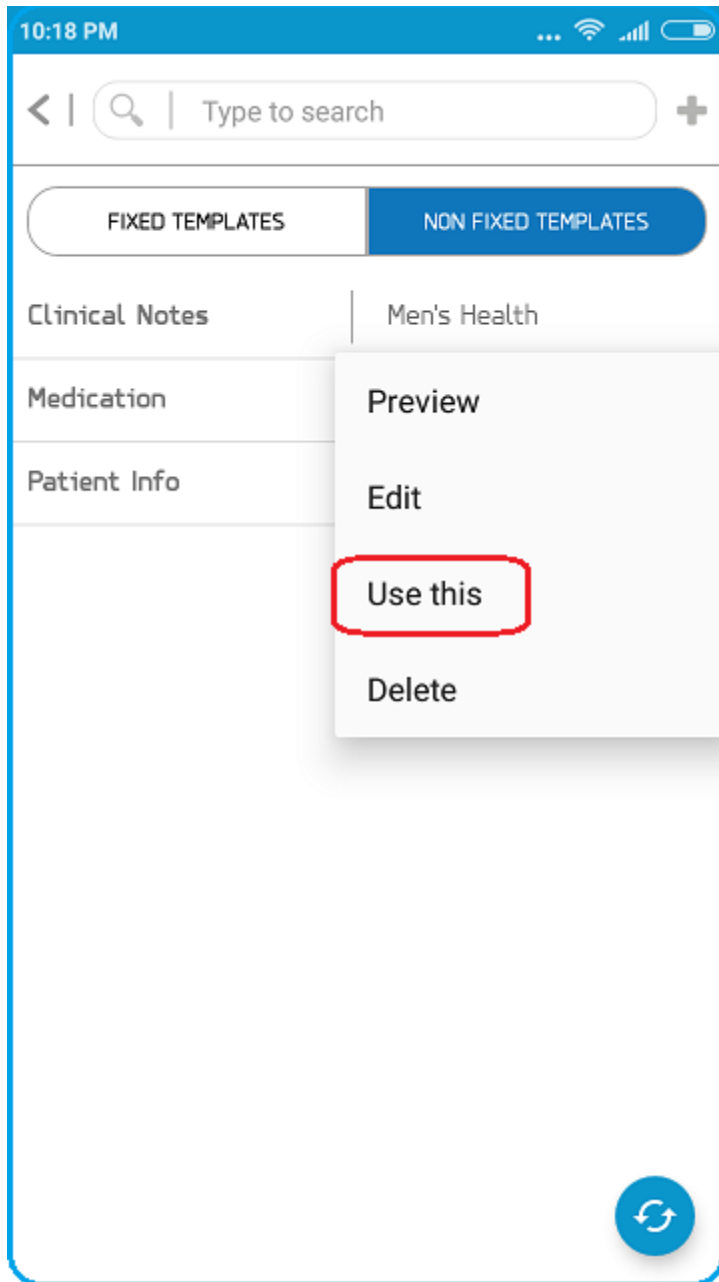 10:18 PM
Type to search
FIXED TEMPLATES NON FIXED TEMPLATES
Clinical Notes Men's Health
Medication
Preview
Edit
Patient Info
Use this
Delete